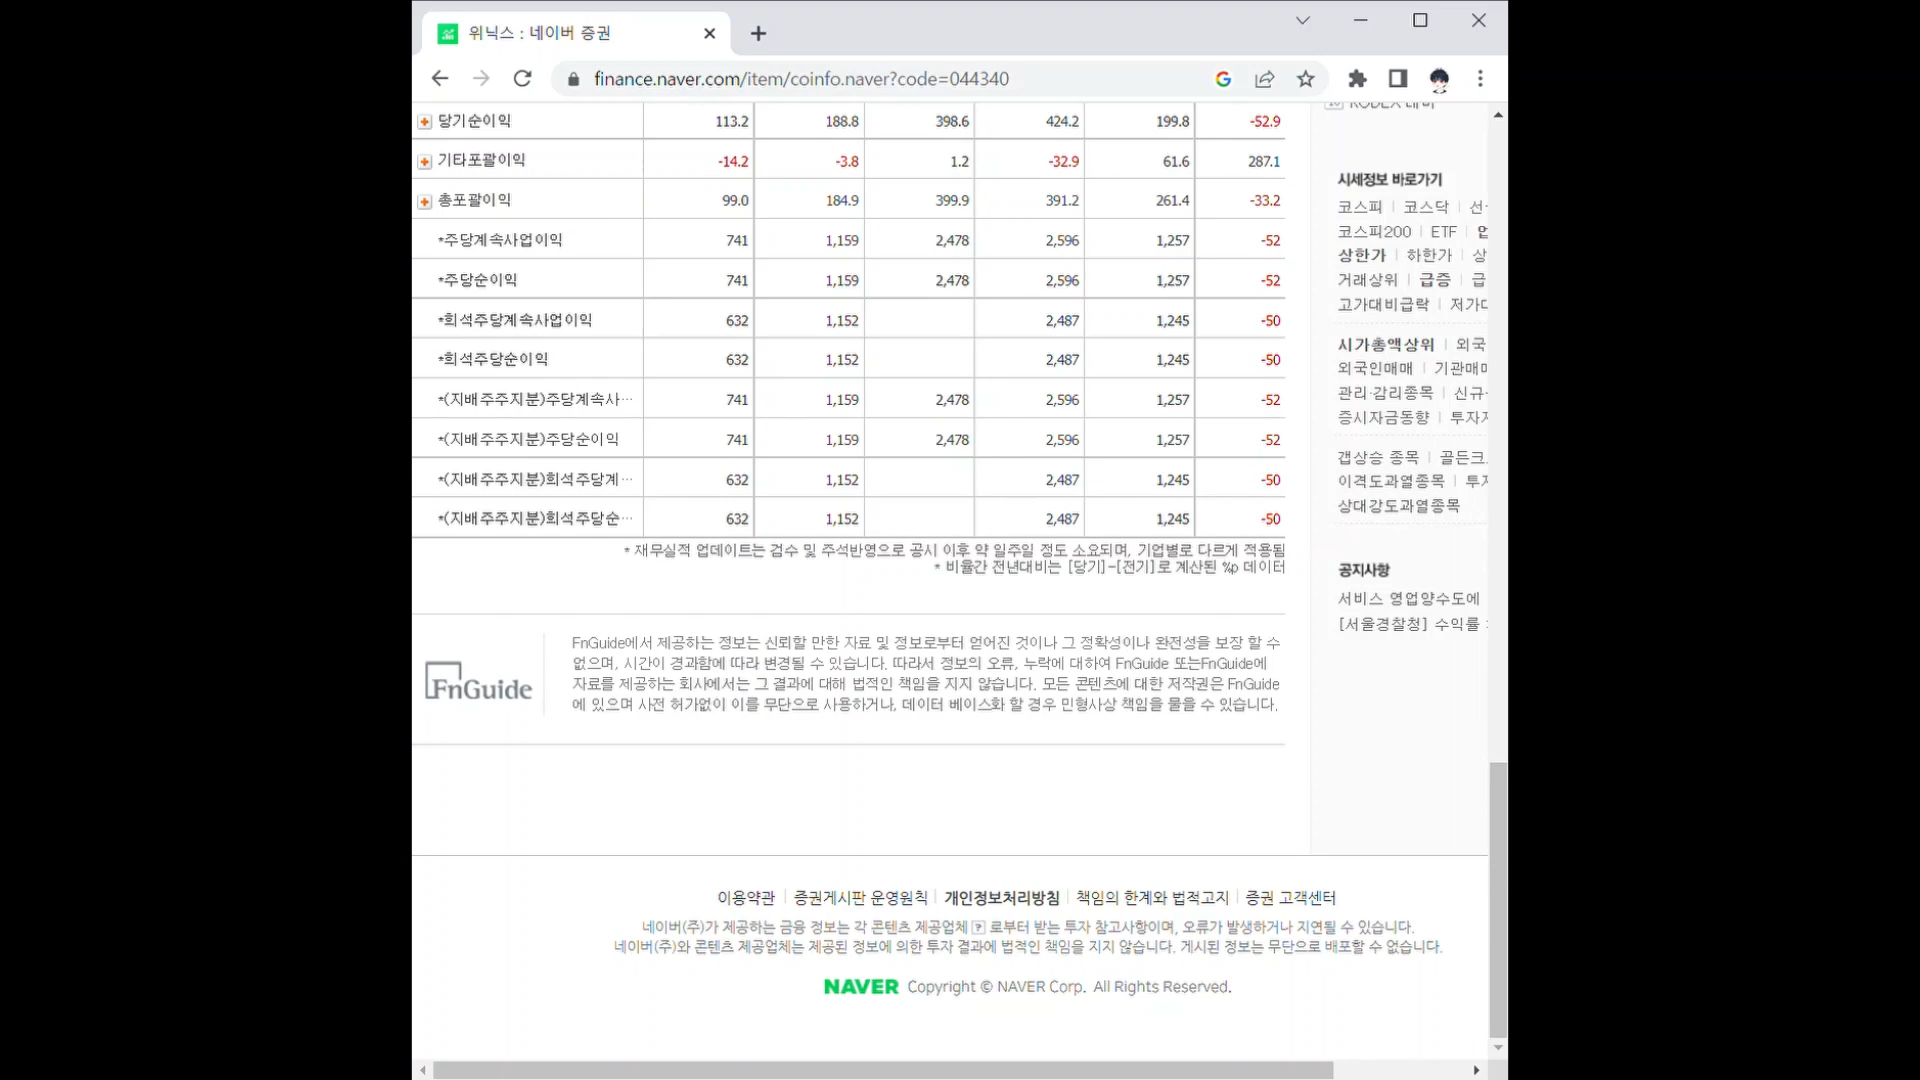 위닉스 : 네이버 증권
finance.naver.com/item/coinfo.naver?code=044340
당기순이익 113.2 188.8 398.6 424.2 199.8 -52.9
기타포괄이익 -14.2 -3.8 1.2 -32.9 61.6 287.1
총포괄이익 99.0 184.9 399.9 391.2 261.4 -33.2
*주당계속사업이익 741 1,159 2,478 2,596 1,257 -52
*주당순이익 741 1,159 2,478 2,596 1,257 -52
*희석주당계속사업이익 632 1,152 2,487 1,245 -50
*희석주당순이익 632 1,152 2,487 1,245 -50
*(지배주주지분)주당계속사… 741 1,159 2,478 2,596 1,257 -52
*(지배주주지분)주당순이익 741 1,159 2,478 2,596 1,257 -52
*(지배주주지분)희석주당계… 632 1,152 2,487 1,245 -50
*(지배주주지분)희석주당순… 632 1,152 2,487 1,245 -50
* 재무실적 업데이트는 검수 및 주석반영으로 공시 이후 약 일주일 정도 소요되며, 기업별로 다르게 적용됨
* 비율간 전년대비는 [당기]-[전기]로 계산된 %p 데이터
FnGuide
FnGuide에서 제공하는 정보는 신뢰할 만한 자료 및 정보로부터 얻어진 것이나 그 정확성이나 완전성을 보장 할 수
없으며, 시간이 경과함에 따라 변경될 수 있습니다. 따라서 정보의 오류, 누락에 대하여 FnGuide 또는FnGuide에
자료를 제공하는 회사에서는 그 결과에 대해 법적인 책임을 지지 않습니다. 모든 콘텐츠에 대한 저작권은 FnGuide
에 있으며 사전 허가없이 이를 무단으로 사용하거나, 데이터 베이스화 할 경우 민형사상 책임을 물을 수 있습니다.
시세정보 바로가기
코스피 | 코스닥 | 선
코스피200 | ETF | 업
상한가 | 하한가 | 상
거래상위 | 급증 | 급
고가대비급락 | 저가
시가총액상위 | 외국
외국인매매 | 기관매
관리·감리종목 | 신규
증시자금동향 | 투자
갭상승 종목 | 골든크
이격도과열종목 | 투
상대강도과열종목
공지사항
서비스 영업양수도에
[서울경찰청] 수익률
이용약관 | 증권게시판 운영원칙 | 개인정보처리방침 | 책임의 한계와 법적고지 | 증권 고객센터
네이버(주)가 제공하는 금융 정보는 각 콘텐츠 제공업체 ? 로부터 받는 투자 참고사항이며, 오류가 발생하거나 지연될 수 있습니다.
네이버(주)와 콘텐츠 제공업체는 제공된 정보에 의한 투자 결과에 법적인 책임을 지지 않습니다. 게시된 정보는 무단으로 배포할 수 없습니다.
NAVER Copyright © NAVER Corp. All Rights Reserved.